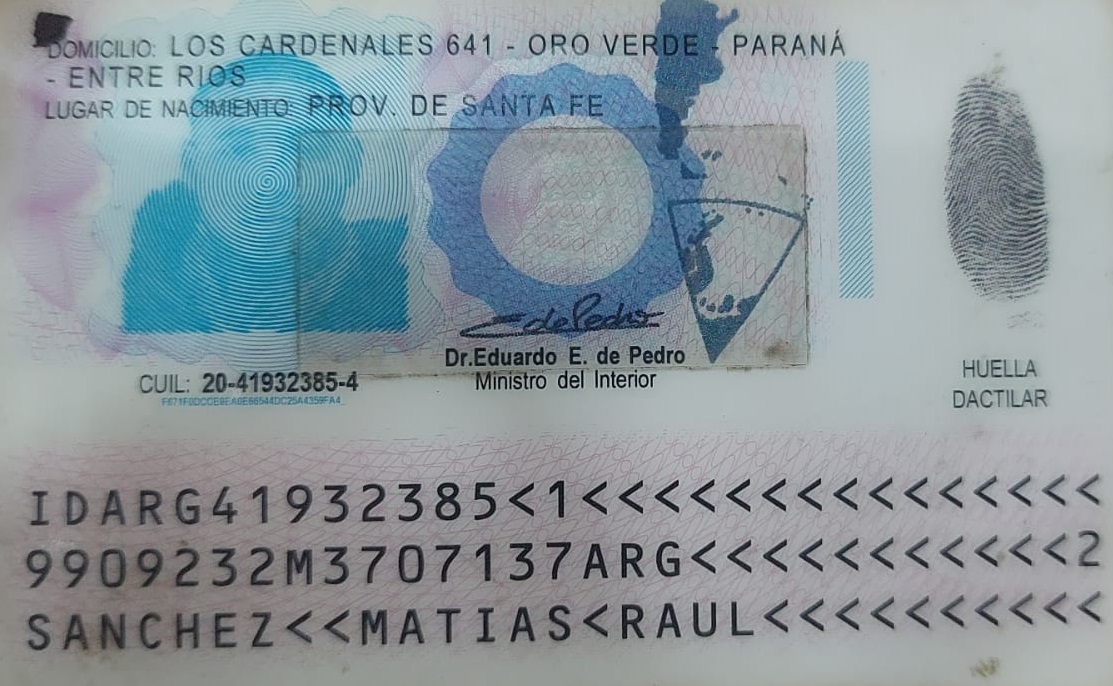 DOMICILIO: LOS CARDENALES 641 - ORO VERDE - PARANÁ
- ENTRE RIOS
LUGAR DE NACIMIENTO: PROV. DE SANTA FE
Dr.Eduardo E. de Pedro
Ministro del Interior
CUIL: 20-41932385-4
HUELLA
DACTILAR
IDARG41932385<1<<<<<<<<<<<<<<<
9909232M3707137ARG<<<<<<<<<<<2
SANCHEZ<<MATIAS<RAUL<<<<<<<<<<